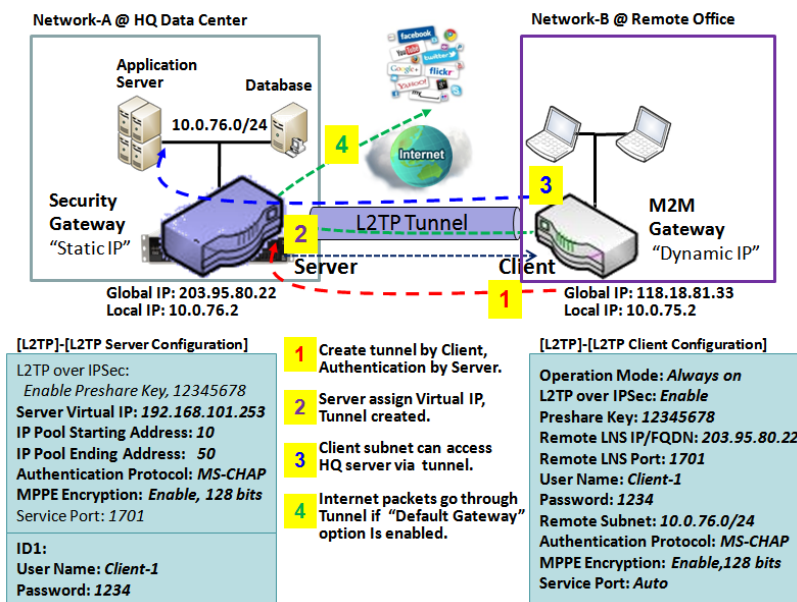 Network-A @ HQ Data Center
Network-B @ Remote Office
Application
Server
Database
10.0.76.0/24
facebook
YouTube
twitter
Google+
flickr
YAHOO!
my
Internet
4
3
Security
Gateway
"Static IP"
2
L2TP Tunnel
M2M
Gateway
"Dynamic IP"
Server
Client
1
Global IP: 203.95.80.22
Local IP: 10.0.76.2
Global IP: 118.18.81.33
Local IP: 10.0.75.2
[L2TP]-[L2TP Server Configuration]
L2TP over IPSec:
Enable Preshare Key, 12345678
Server Virtual IP: 192.168.101.253
IP Pool Starting Address: 10
IP Pool Ending Address: 50
Authentication Protocol: MS-CHAP
MPPE Encryption: Enable, 128 bits
Service Port: 1701
ID1:
User Name: Client-1
Password: 1234
1 Create tunnel by Client,
Authentication by Server.
2 Server assign Virtual IP,
Tunnel created.
3 Client subnet can access
HQ server via tunnel.
4 Internet packets go through
Tunnel if "Default Gateway"
option Is enabled.
[L2TP]-[L2TP Client Configuration]
Operation Mode: Always on
L2TP over IPSec: Enable
Preshare Key: 12345678
Remote LNS IP/FQDN: 203.95.80.22
Remote LNS Port: 1701
User Name: Client-1
Password: 1234
Remote Subnet: 10.0.76.0/24
Authentication Protocol: MS-CHAP
MPPE Encryption: Enable,128 bits
Service Port: Auto